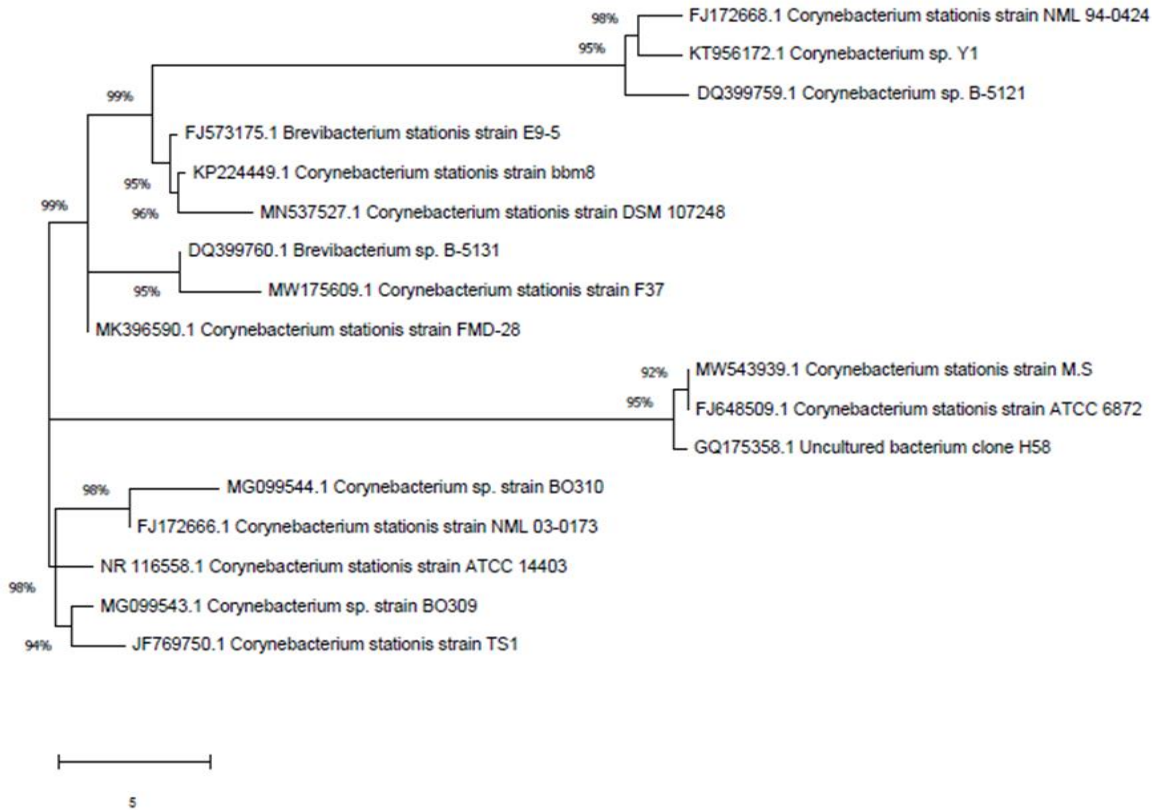 98%
FJ172668.1 Corynebacterium stationis strain NML 94-0424
95%
KT956172.1 Corynebacterium sp. Y1
DQ399759.1 Corynebacterium sp. B-5121
99%
FJ573175.1 Brevibacterium stationis strain E9-5
KP224449.1 Corynebacterium stationis strain bbm8
95%
99%
96%
MN537527.1 Corynebacterium stationis strain DSM 107248
DQ399760.1 Brevibacterium sp. B-5131
95%
MW175609.1 Corynebacterium stationis strain F37
MK396590.1 Corynebacterium stationis strain FMD-28
92%
MW543939.1 Corynebacterium stationis strain M.S
95%
FJ648509.1 Corynebacterium stationis strain ATCC 6872
GQ175358.1 Uncultured bacterium clone H58
98%
MG099544.1 Corynebacterium sp. strain BO310
FJ172666.1 Corynebacterium stationis strain NML 03-0173
NR 116558.1 Corynebacterium stationis strain ATCC 14403
98%
MG099543.1 Corynebacterium sp. strain BO309
94%
JF769750.1 Corynebacterium stationis strain TS1
5